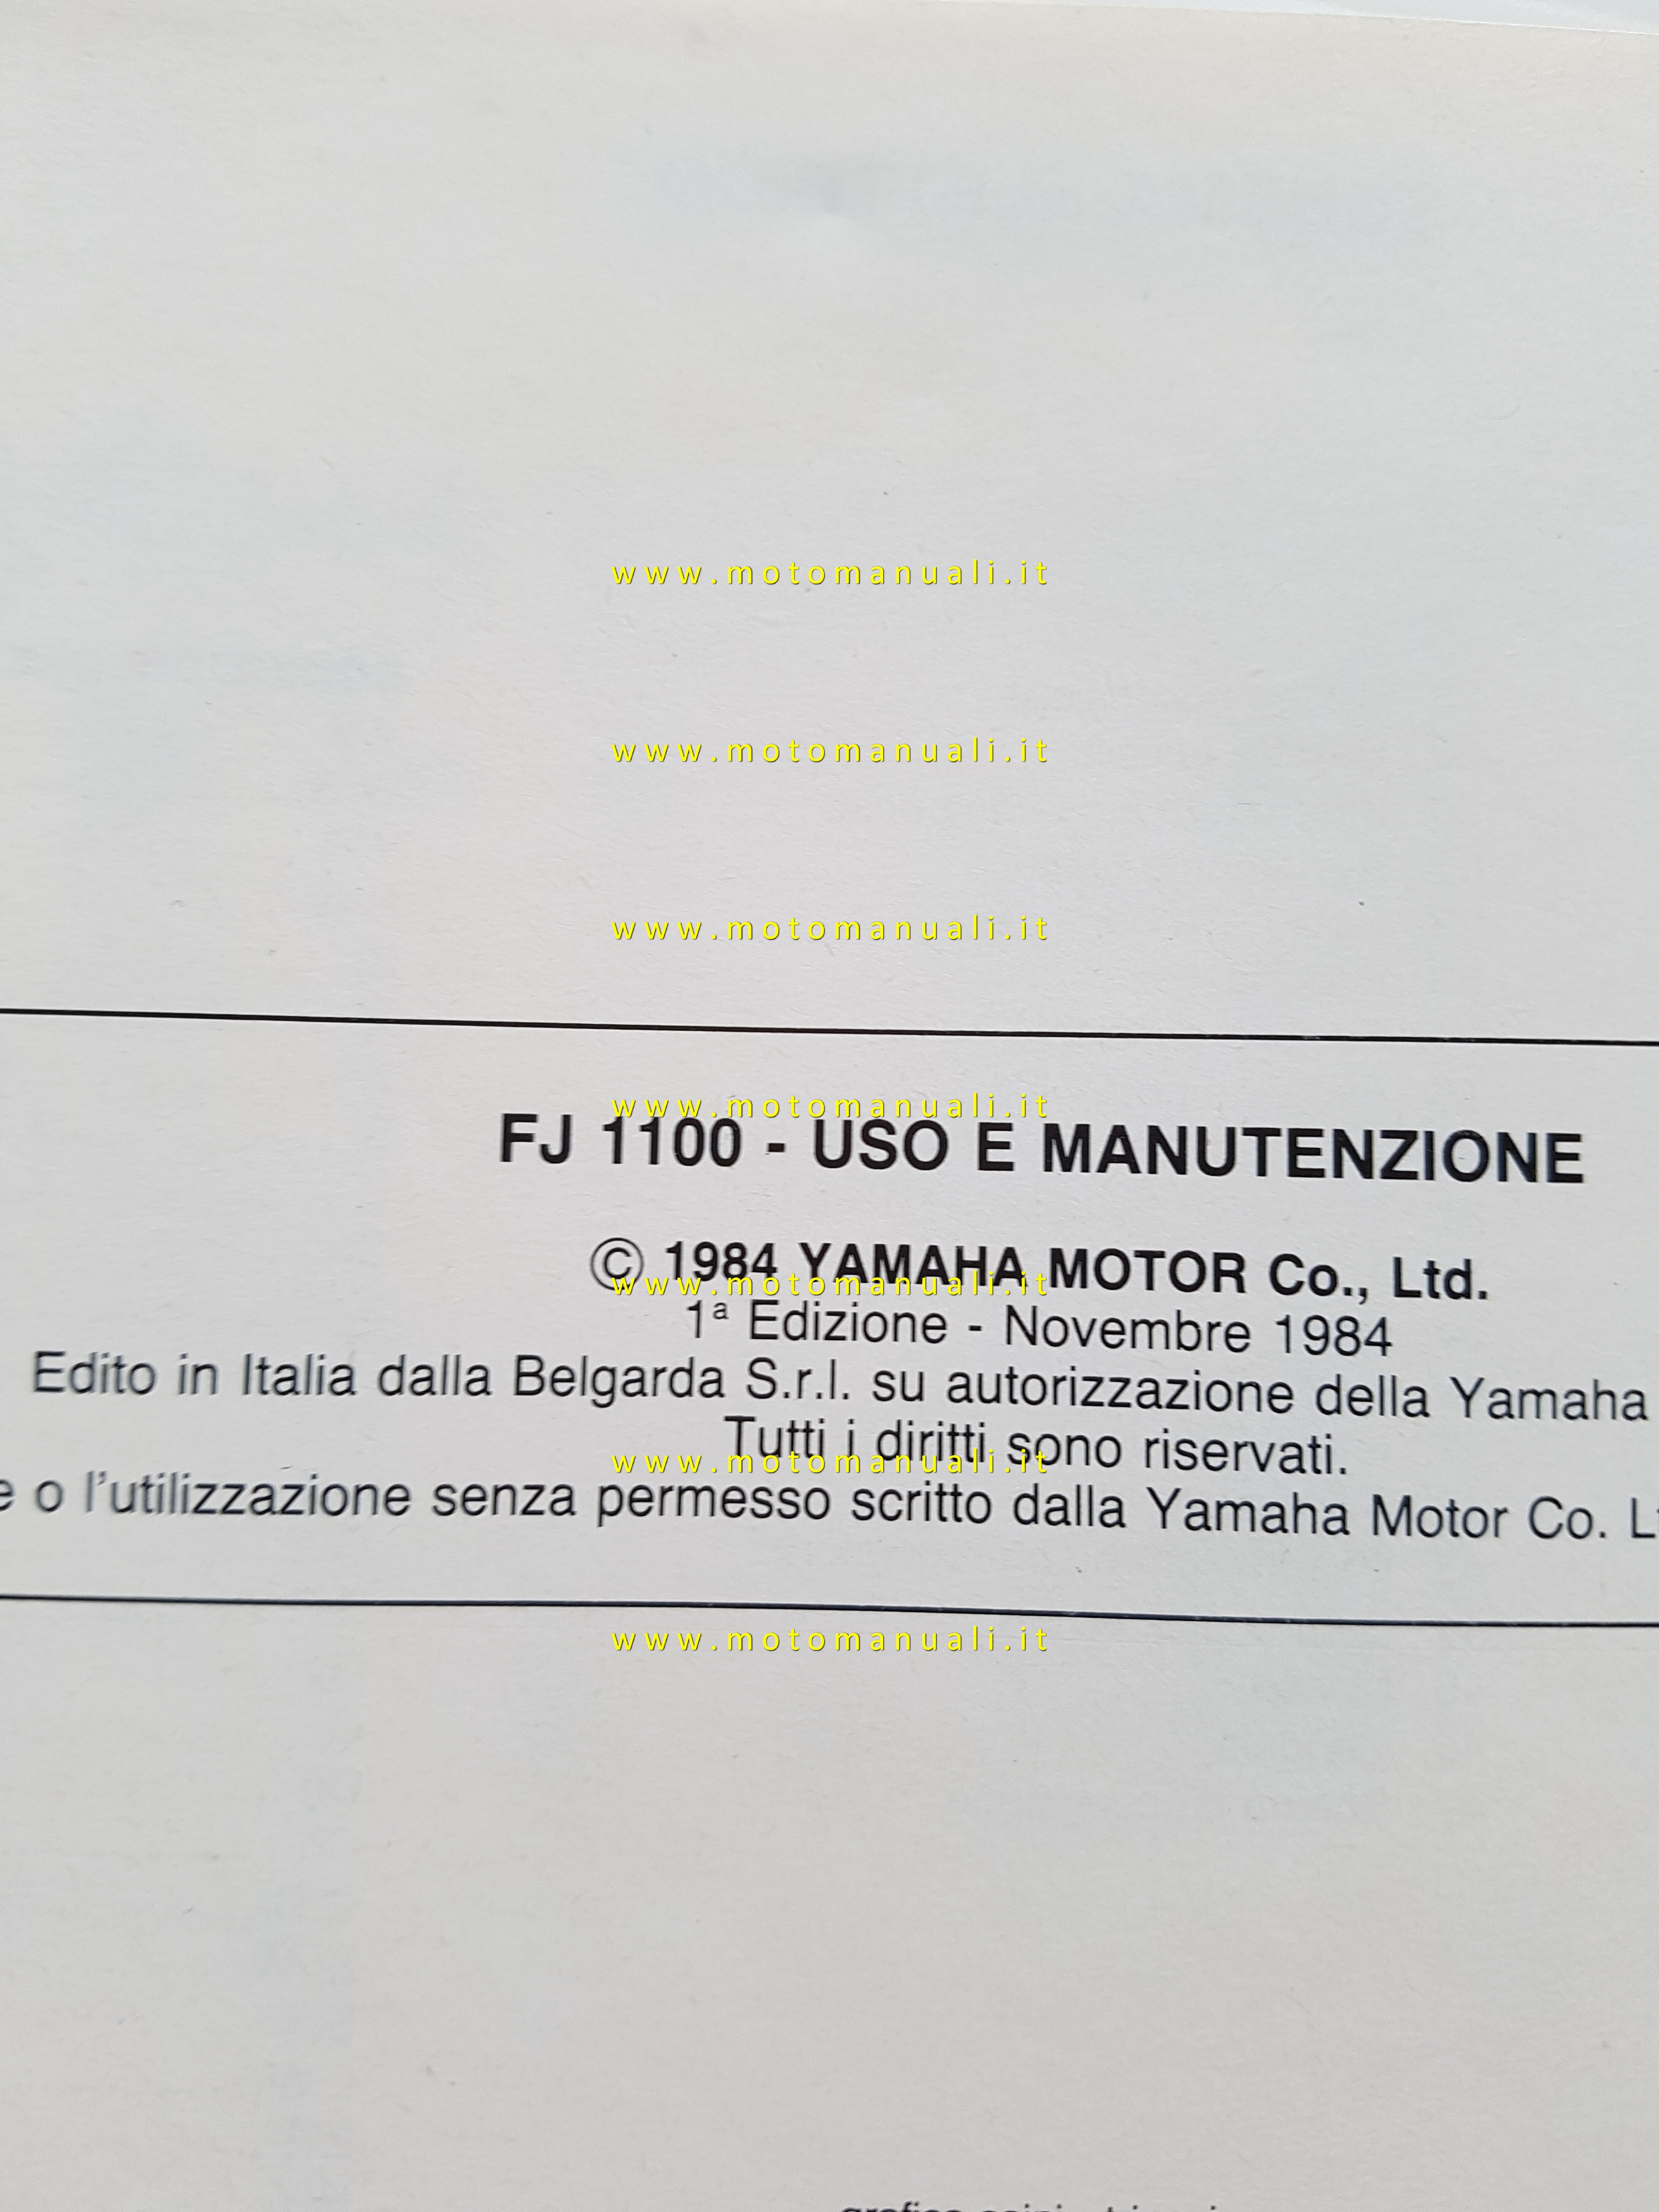 www.motomanuali.it
www.motomanuali.it
www.motomanuali.it
www.motomanuali.it
FJ 1100 - USO E MANUTENZIONE
© 1984 YAMAHA MOTOR Co., Ltd.
www.motomanuali.it
1ª Edizione - Novembre 1984
Edito in Italia dalla Belgarda S.r.l. su autorizzazione della Yamaha
Tutti i diritti sono riservati.
www.motomanuali.it
e o l'utilizzazione senza permesso scritto dalla Yamaha Motor Co.
www.motomanuali.it